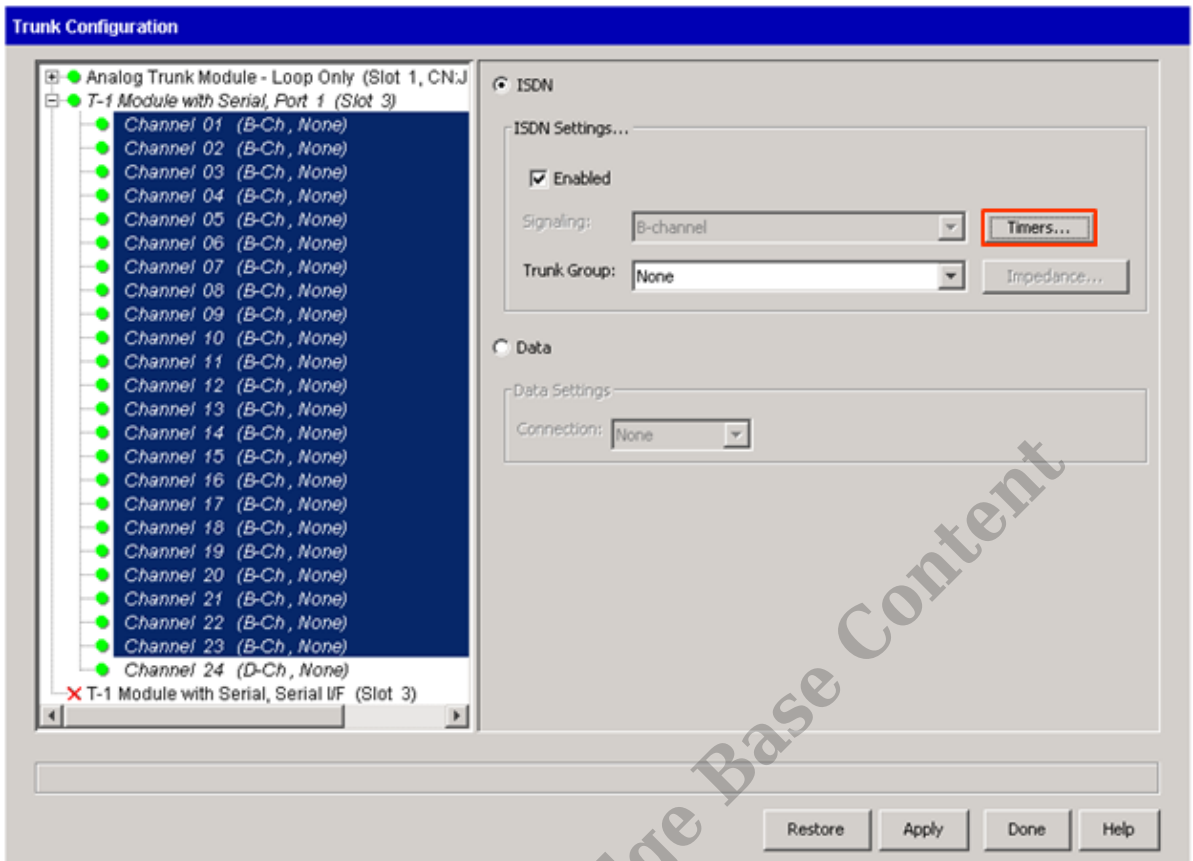 Trunk Configuration
Analog Trunk Module - Loop Only (Slot 1, CN:J
T-1 Module with Serial, Port 1 (Slot 3)
Channel 01 (B-Ch, None)
Channel 02 (B-Ch, None)
Channel 03 (B-Ch, None)
Channel 04 (B-Ch, None)
Channel 05 (B-Ch, None)
Channel 06 (B-Ch, None)
Channel 07 (B-Ch, None)
Channel 08 (B-Ch, None)
Channel 09 (B-Ch, None)
Channel 10 (B-Ch, None)
Channel 11 (B-Ch, None)
Channel 12 (B-Ch, None)
Channel 13 (B-Ch, None)
Channel 14 (B-Ch, None)
Channel 15 (B-Ch, None)
Channel 16 (B-Ch, None)
Channel 17 (B-Ch, None)
Channel 18 (B-Ch, None)
Channel 19 (B-Ch, None)
Channel 20 (B-Ch, None)
Channel 21 (B-Ch, None)
Channel 22 (B-Ch, None)
Channel 23 (B-Ch, None)
Channel 24 (D-Ch, None)
T-1 Module with Serial, Serial I/F (Slot 3)
ISDN
ISDN Settings...
Enabled
Signaling: B-channel Timers...
Trunk Group: None Impedance...
Data
Data Settings
Connection: None
Restore Apply Done Help
Base Content